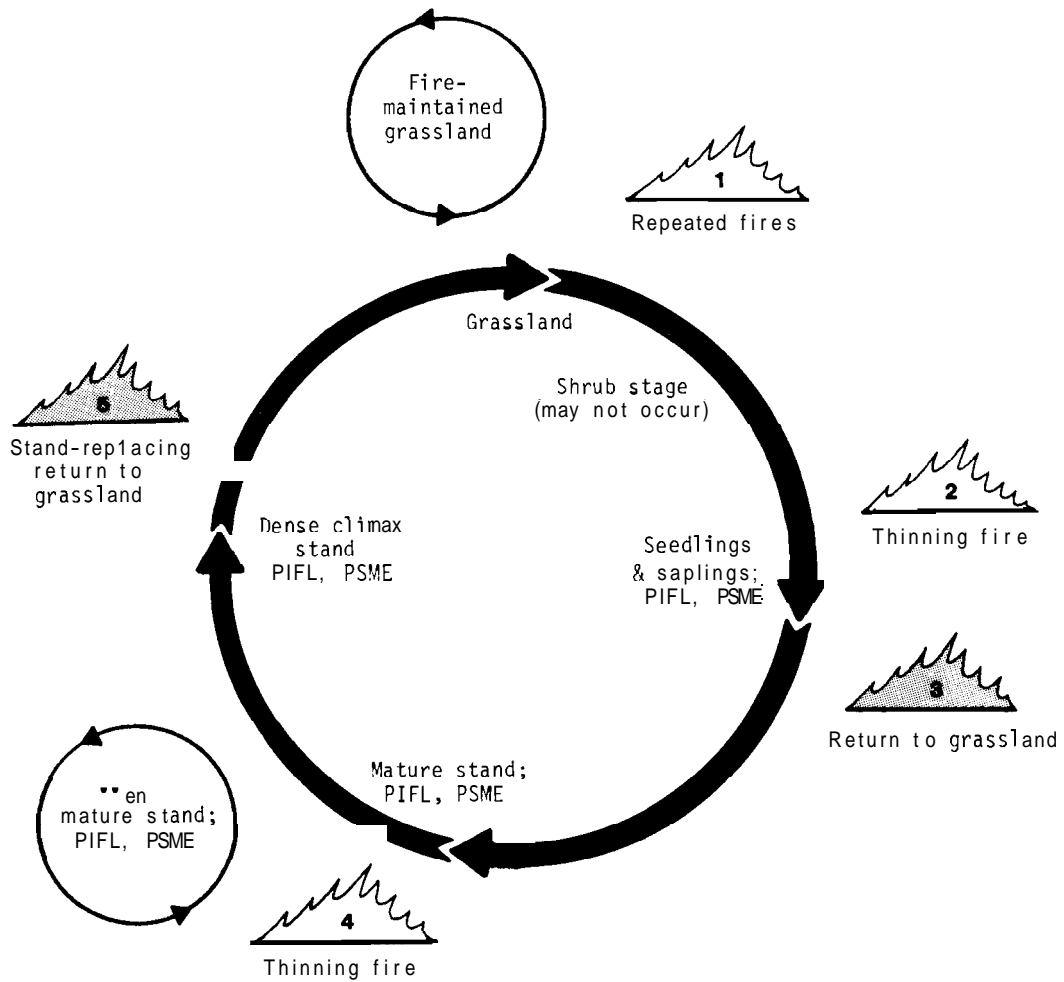 Fire-
maintained
grassland
1
Repeated fires
Grassland
Shrub stage
(may not occur)
5
Stand-rep1acing
return to
grassland
2
Thinning fire
Dense climax
stand
PIFL, PSME
Seedlings
& saplings;
PIFL, PSME
3
Return to grassland
Mature stand;
PIFL, PSME
en
mature stand;
PIFL, PSME
4
Thinning fire